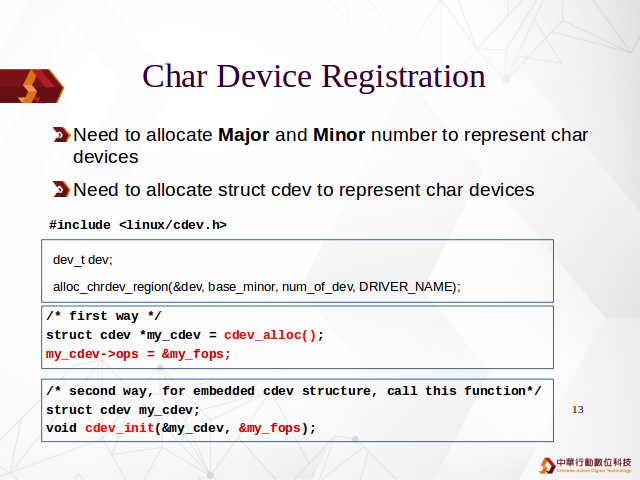 Char Device Registration
Need to allocate Major and Minor number to represent char
devices
Need to allocate struct cdev to represent char devices
#include <linux/cdev.h>
dev_t dev;
alloc_chrdev_region(&dev, base_minor, num_of_dev, DRIVER_NAME);
/* first way */
struct cdev *my_cdev = cdev_alloc();
my_cdev->ops = &my_fops;
/* second way, for embedded cdev structure, call this function*/
struct cdev my_cdev;
void cdev_init(&my_cdev, &my_fops);
13
中華行動數位科技
Chinese Action Digital Technology